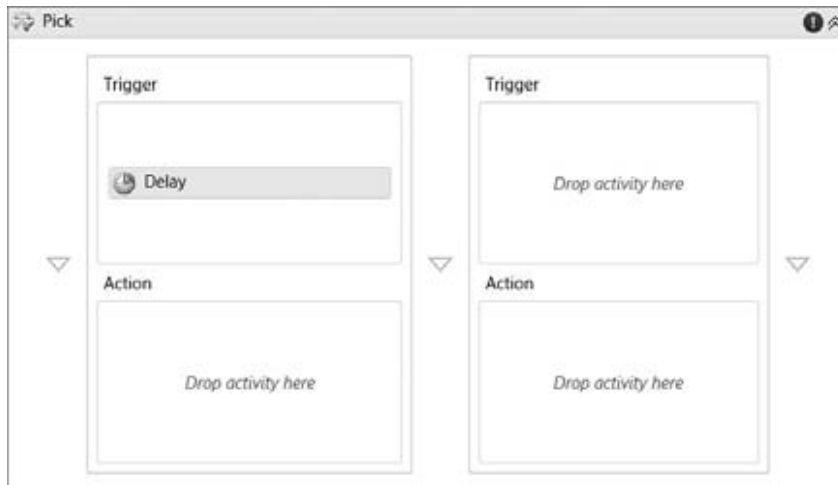 Pick
Trigger
Delay
Action
Drop activity here
Trigger
Drop activity here
Action
Drop activity here